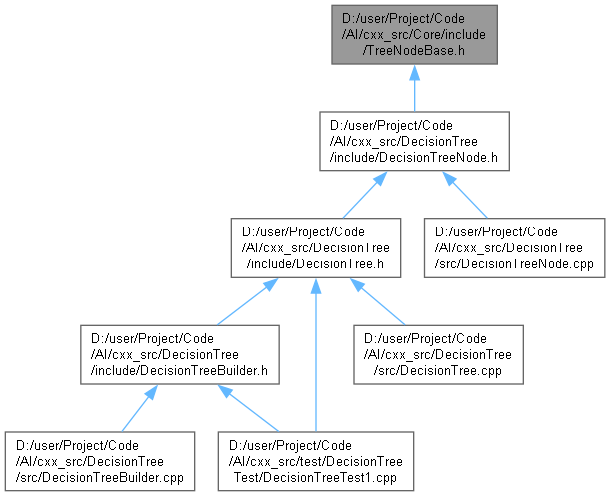 D:/user/Project/Code
/AI/cxx_src/Core/include
/TreeNodeBase.h
D:/user/Project/Code
/AI/cxx_src/DecisionTree
/include/DecisionTreeNode.h
D:/user/Project/Code
/AI/cxx_src/DecisionTree
/include/DecisionTree.h
D:/user/Project/Code
/AI/cxx_src/DecisionTree
/src/DecisionTreeNode.cpp
D:/user/Project/Code
/AI/cxx_src/DecisionTree
/include/DecisionTreeBuilder.h
D:/user/Project/Code
/AI/cxx_src/DecisionTree
/src/DecisionTree.cpp
D:/user/Project/Code
/AI/cxx_src/DecisionTree
/src/DecisionTreeBuilder.cpp
D:/user/Project/Code
/AI/cxx_src/test/DecisionTree
Test/DecisionTreeTest1.cpp